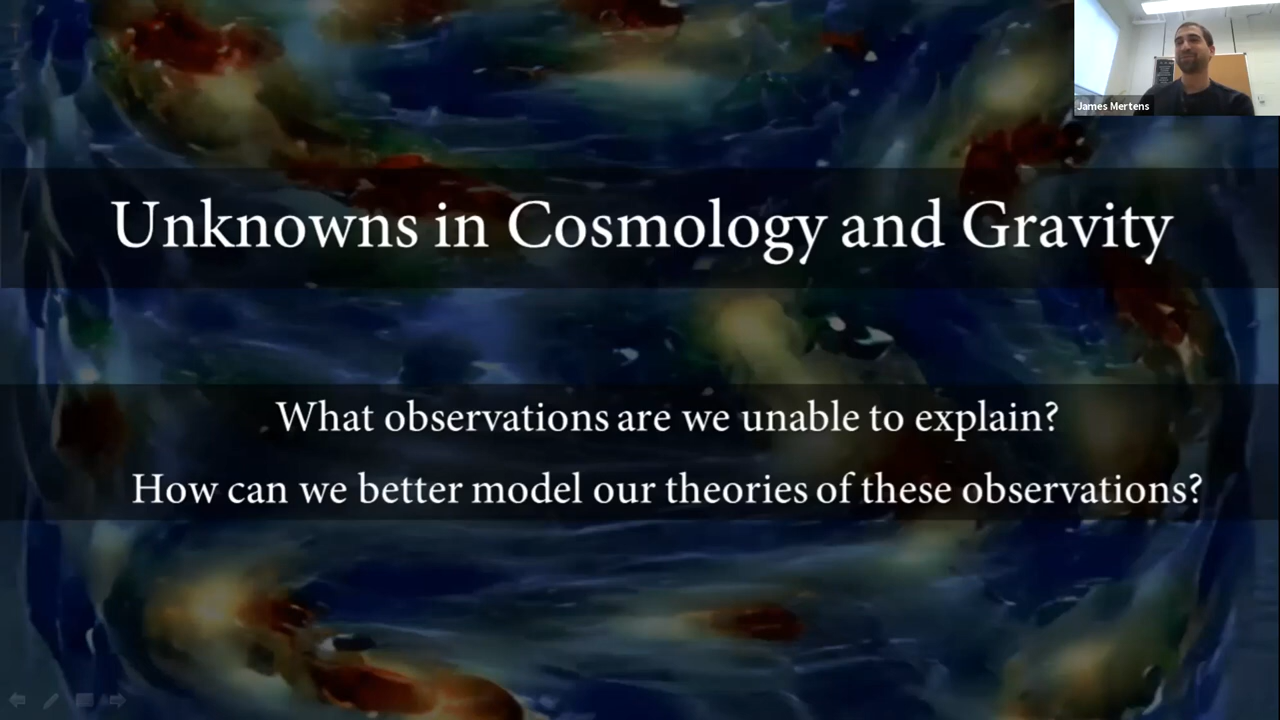 James Mertens
Unknowns in Cosmology and Gravity
What observations are we unable to explain?
How can we better model our theories of these observations?